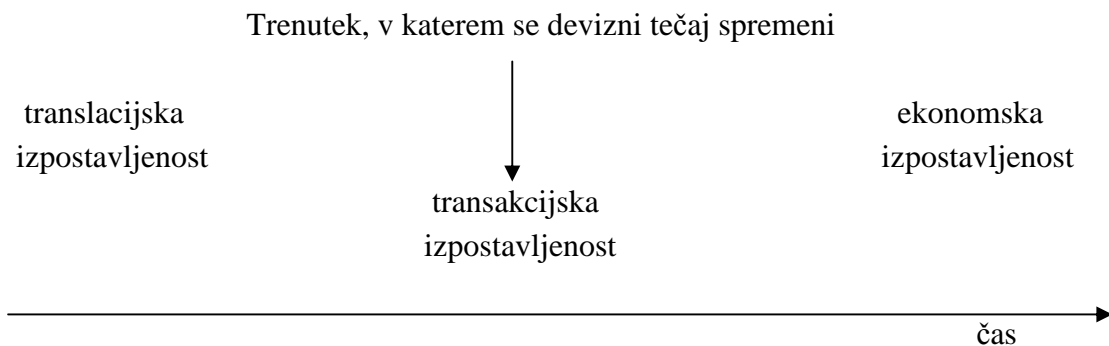 Trenutek, v katerem se devizni tečaj spremeni
translacijska
izpostavljenost
ekonomska
izpostavljenost
transakcijska
izpostavljenost
čas